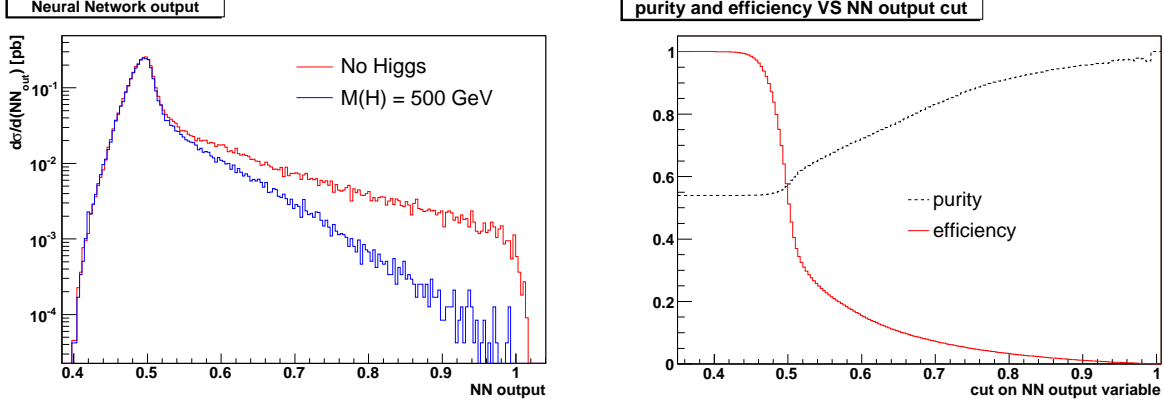 Neural Network output
dσ/d(NN_out) [pb]
10^-1
10^-2
10^-3
10^-4
No Higgs
M(H) = 500 GeV
0.4 0.5 0.6 0.7 0.8 0.9 1
NN output
purity and efficiency VS NN output cut
1
0.8
0.6
0.4
0.2
0
purity
efficiency
0.4 0.5 0.6 0.7 0.8 0.9 1
cut on NN output variable